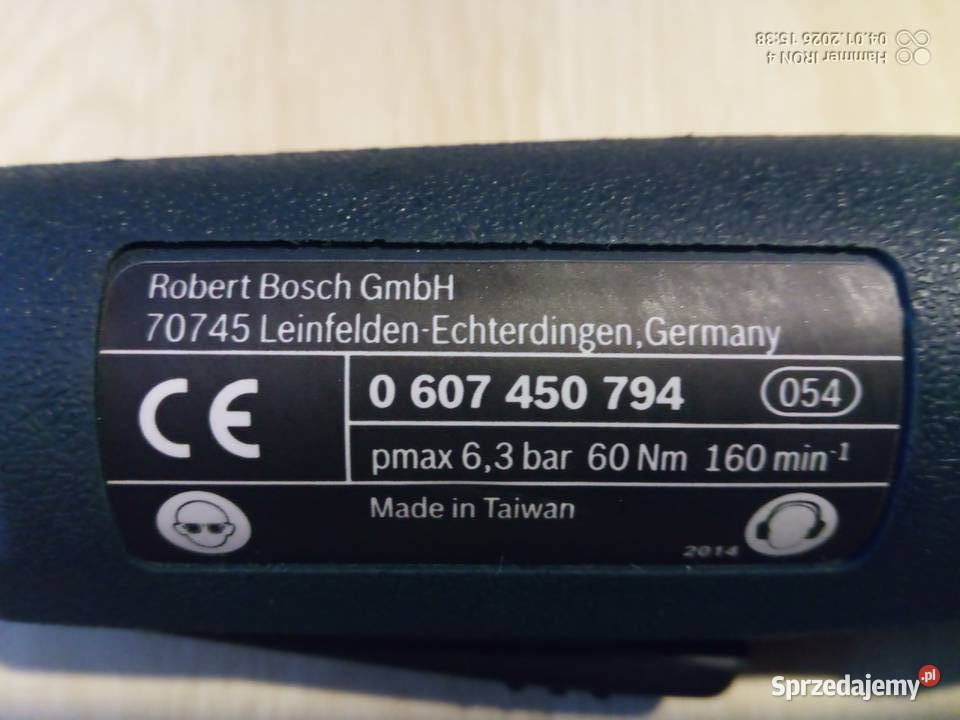 Hammer IRON 4
04.01.2026 15:38
Robert Bosch GmbH
70745 Leinfelden-Echterdingen, Germany
CE
0 607 450 794 054
pmax 6,3 bar 60 Nm 160 min-1
Made in Taiwan
2014
Sprzedajemy.pl